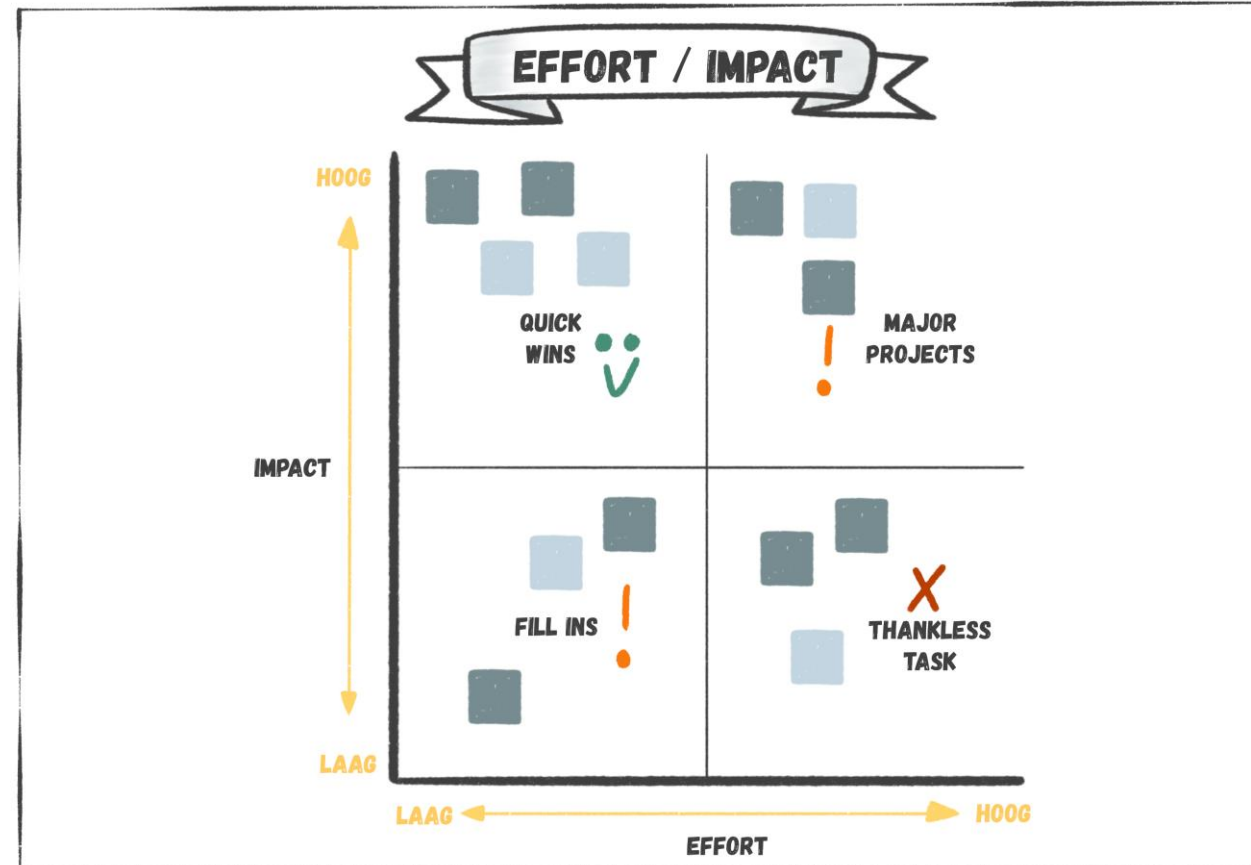 EFFORT / IMPACT
HOOG
QUICK
WINS
MAJOR
PROJECTS
IMPACT
FILL INS
THANKLESS
TASK
LAAG
LAAG
HOOG
EFFORT